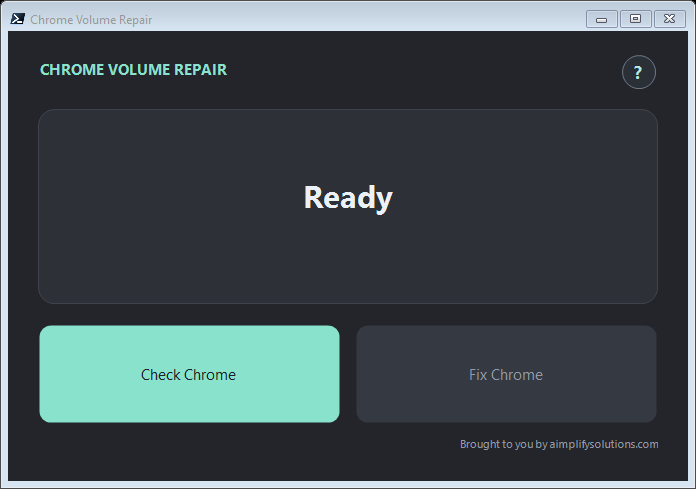 Chrome Volume Repair
CHROME VOLUME REPAIR
?
Ready
Check Chrome
Fix Chrome
Brought to you by aimplifysolutions.com